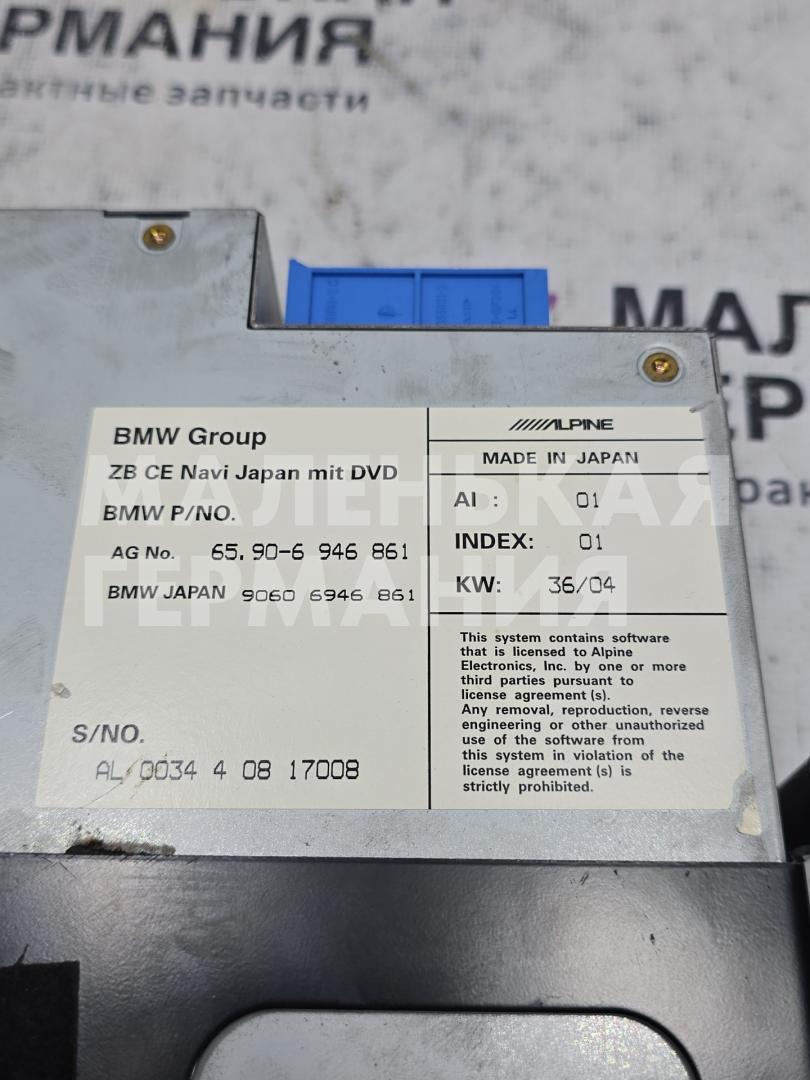 ГЕРМАНИЯ
запчасти
МАЛ
BMW Group
ZB CE Navi Japan mit DVD
BMW P/NO.
AG No. 65.90-6 946 861
BMW JAPAN 9060 6946 861
S/NO.
AL 0034 4 08 17008
ALPINE
MADE IN JAPAN
AI : 01
INDEX: 01
KW: 36/04
This system contains software
that is licensed to Alpine
Electronics, Inc. by one or more
third parties pursuant to
license agreement (s).
Any removal, reproduction, reverse
engineering or other unauthorized
use of the software from
this system in violation of the
license agreement (s) is
strictly prohibited.
МАЛЕНЬКАЯ
ГЕРМАНИЯ